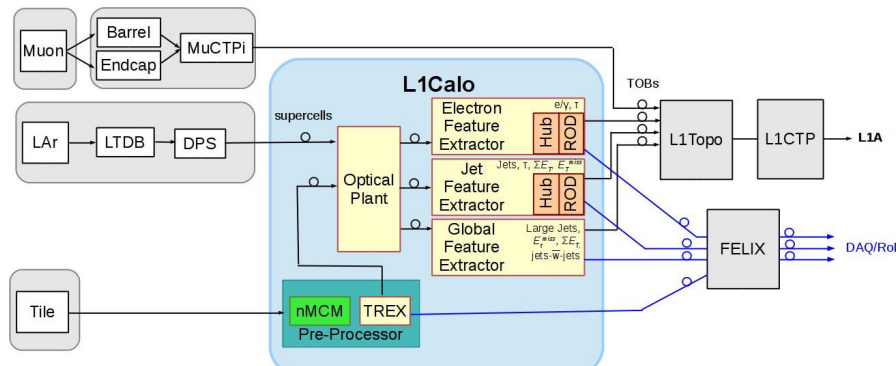 Muon
Barrel
Endcap
MuCTPi
L1Calo
TOBs
LAr
LTDB
DPS
supercells
Optical
Plant
Electron
Feature
Extractor
e/γ, τ
Hub
ROD
Jet
Feature
Extractor
Jets, τ, ΣE_T, E_T^miss
Hub
ROD
Global
Feature
Extractor
Large Jets,
E_T^miss, ΣE_T,
jets-w-jets
L1Topo
L1CTP
L1A
FELIX
DAQ/RoI
Tile
nMCM
TREX
Pre-Processor